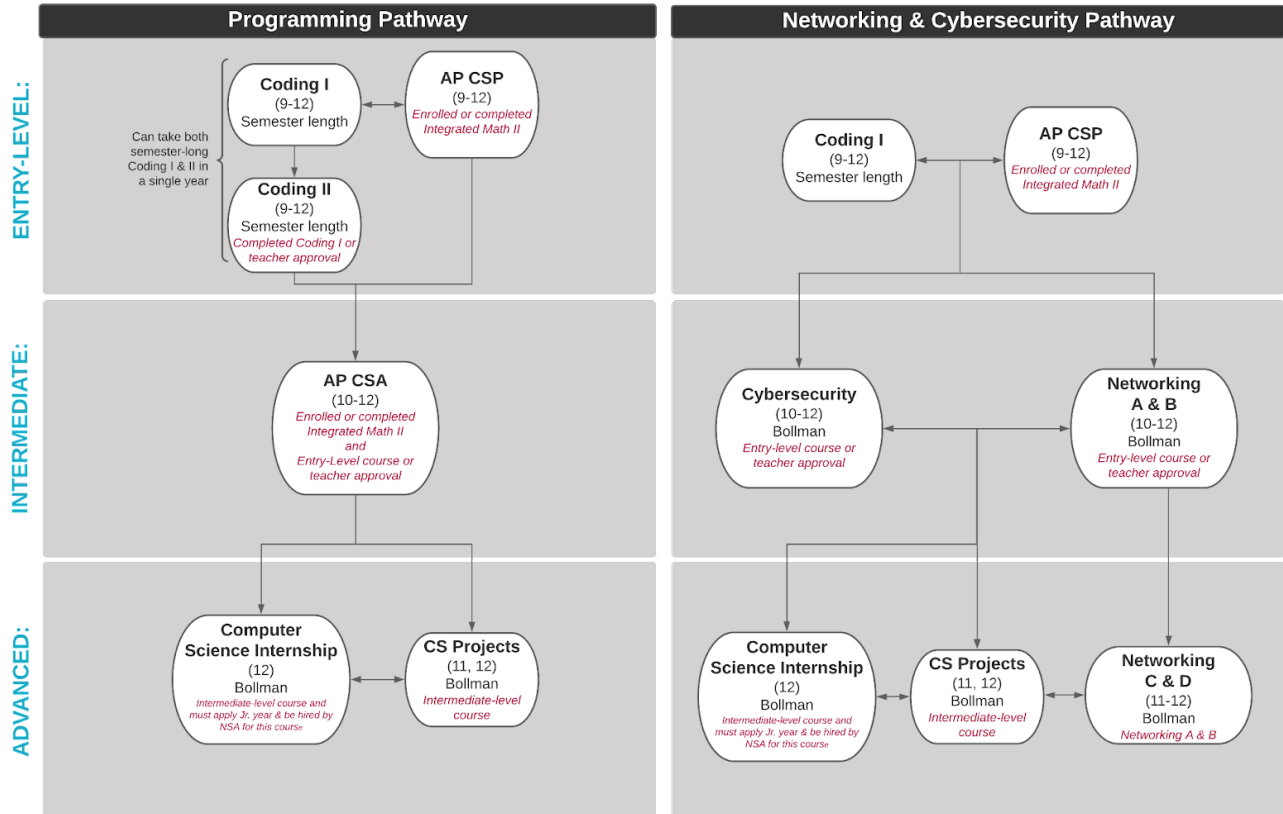 Programming Pathway
Networking & Cybersecurity Pathway
ENTRY-LEVEL:
Can take both
semester-long
Coding I & II in
a single year
Coding I
(9-12)
Semester length
AP CSP
(9-12)
Enrolled or completed
Integrated Math II
Coding II
(9-12)
Semester length
Completed Coding I or
teacher approval
Coding I
(9-12)
Semester length
AP CSP
(9-12)
Enrolled or completed
Integrated Math II
INTERMEDIATE:
AP CSA
(10-12)
Enrolled or completed
Integrated Math II
and
Entry-Level course or
teacher approval
Cybersecurity
(10-12)
Bollman
Entry-level course or
teacher approval
Networking
A & B
(10-12)
Bollman
Entry-level course or
teacher approval
ADVANCED:
Computer
Science Internship
(12)
Bollman
Intermediate-level course and
must apply Jr. year & be hired by
NSA for this course
CS Projects
(11, 12)
Bollman
Intermediate-level
course
Computer
Science Internship
(12)
Bollman
Intermediate-level course and
must apply Jr. year & be hired by
NSA for this course
CS Projects
(11, 12)
Bollman
Intermediate-level
course
Networking
C & D
(11-12)
Bollman
Networking A & B